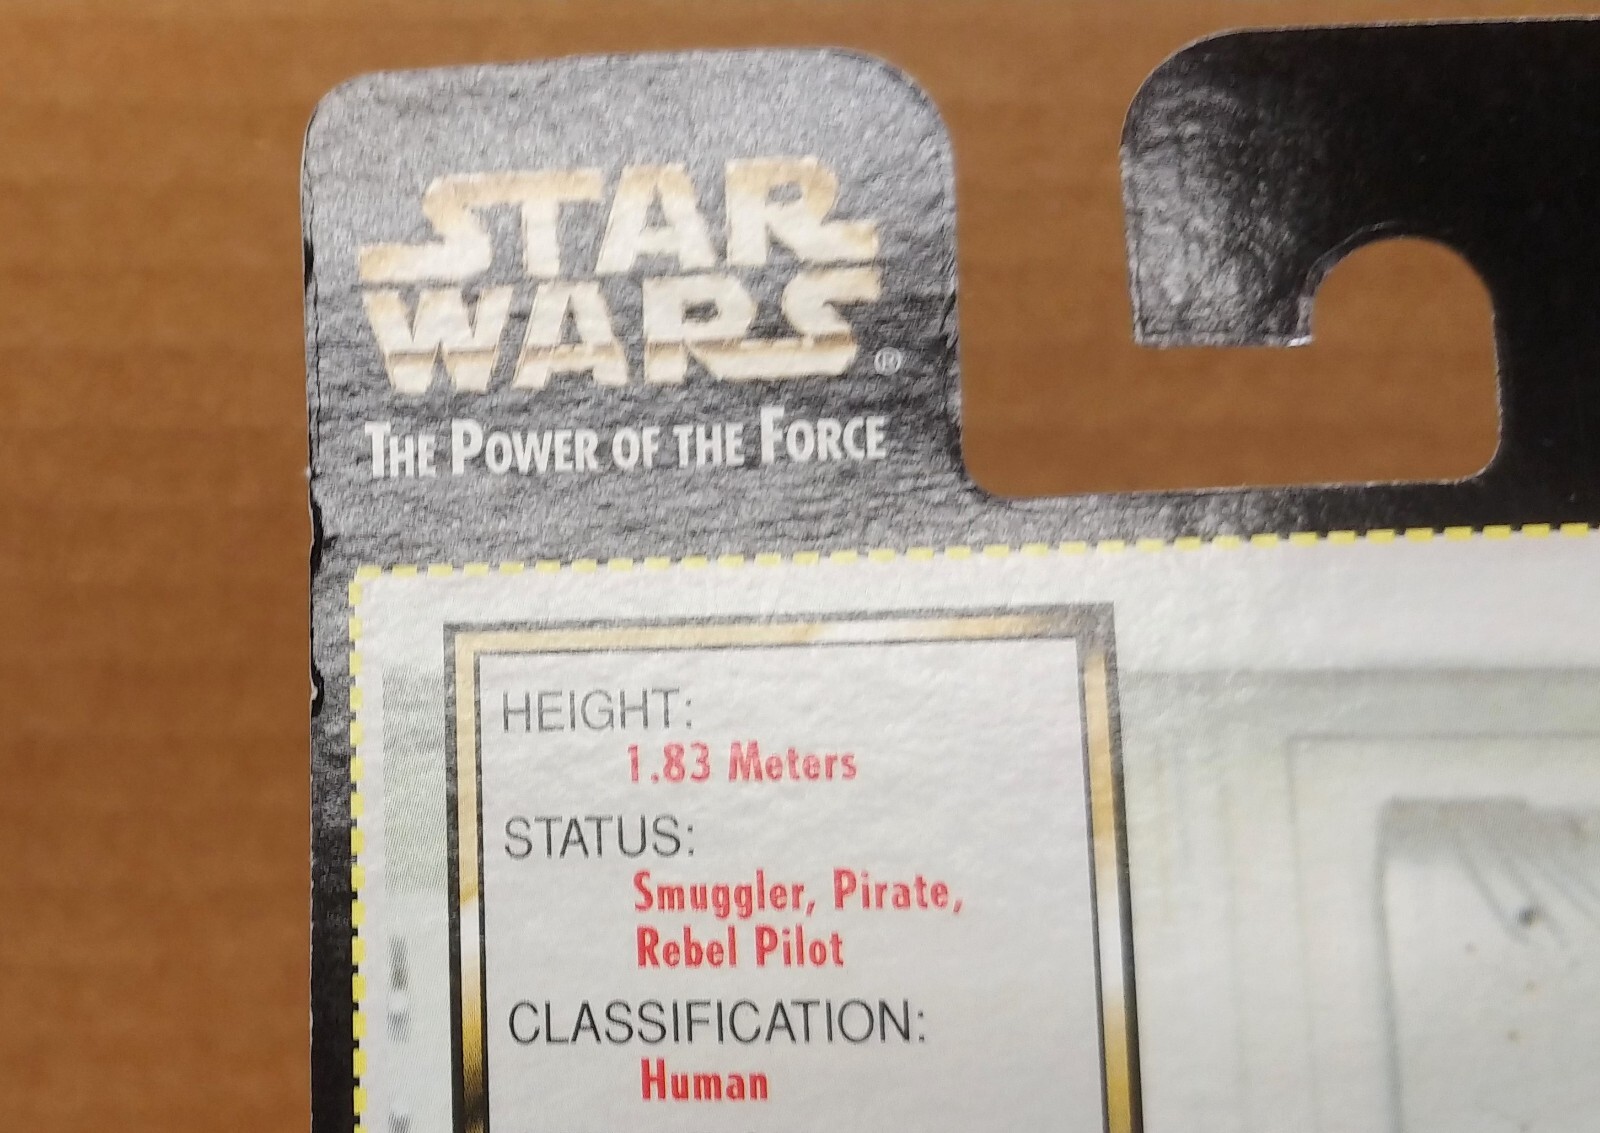 STAR
WARS®
THE POWER OF THE FORCE
HEIGHT:
1.83 Meters
STATUS:
Smuggler, Pirate,
Rebel Pilot
CLASSIFICATION:
Human